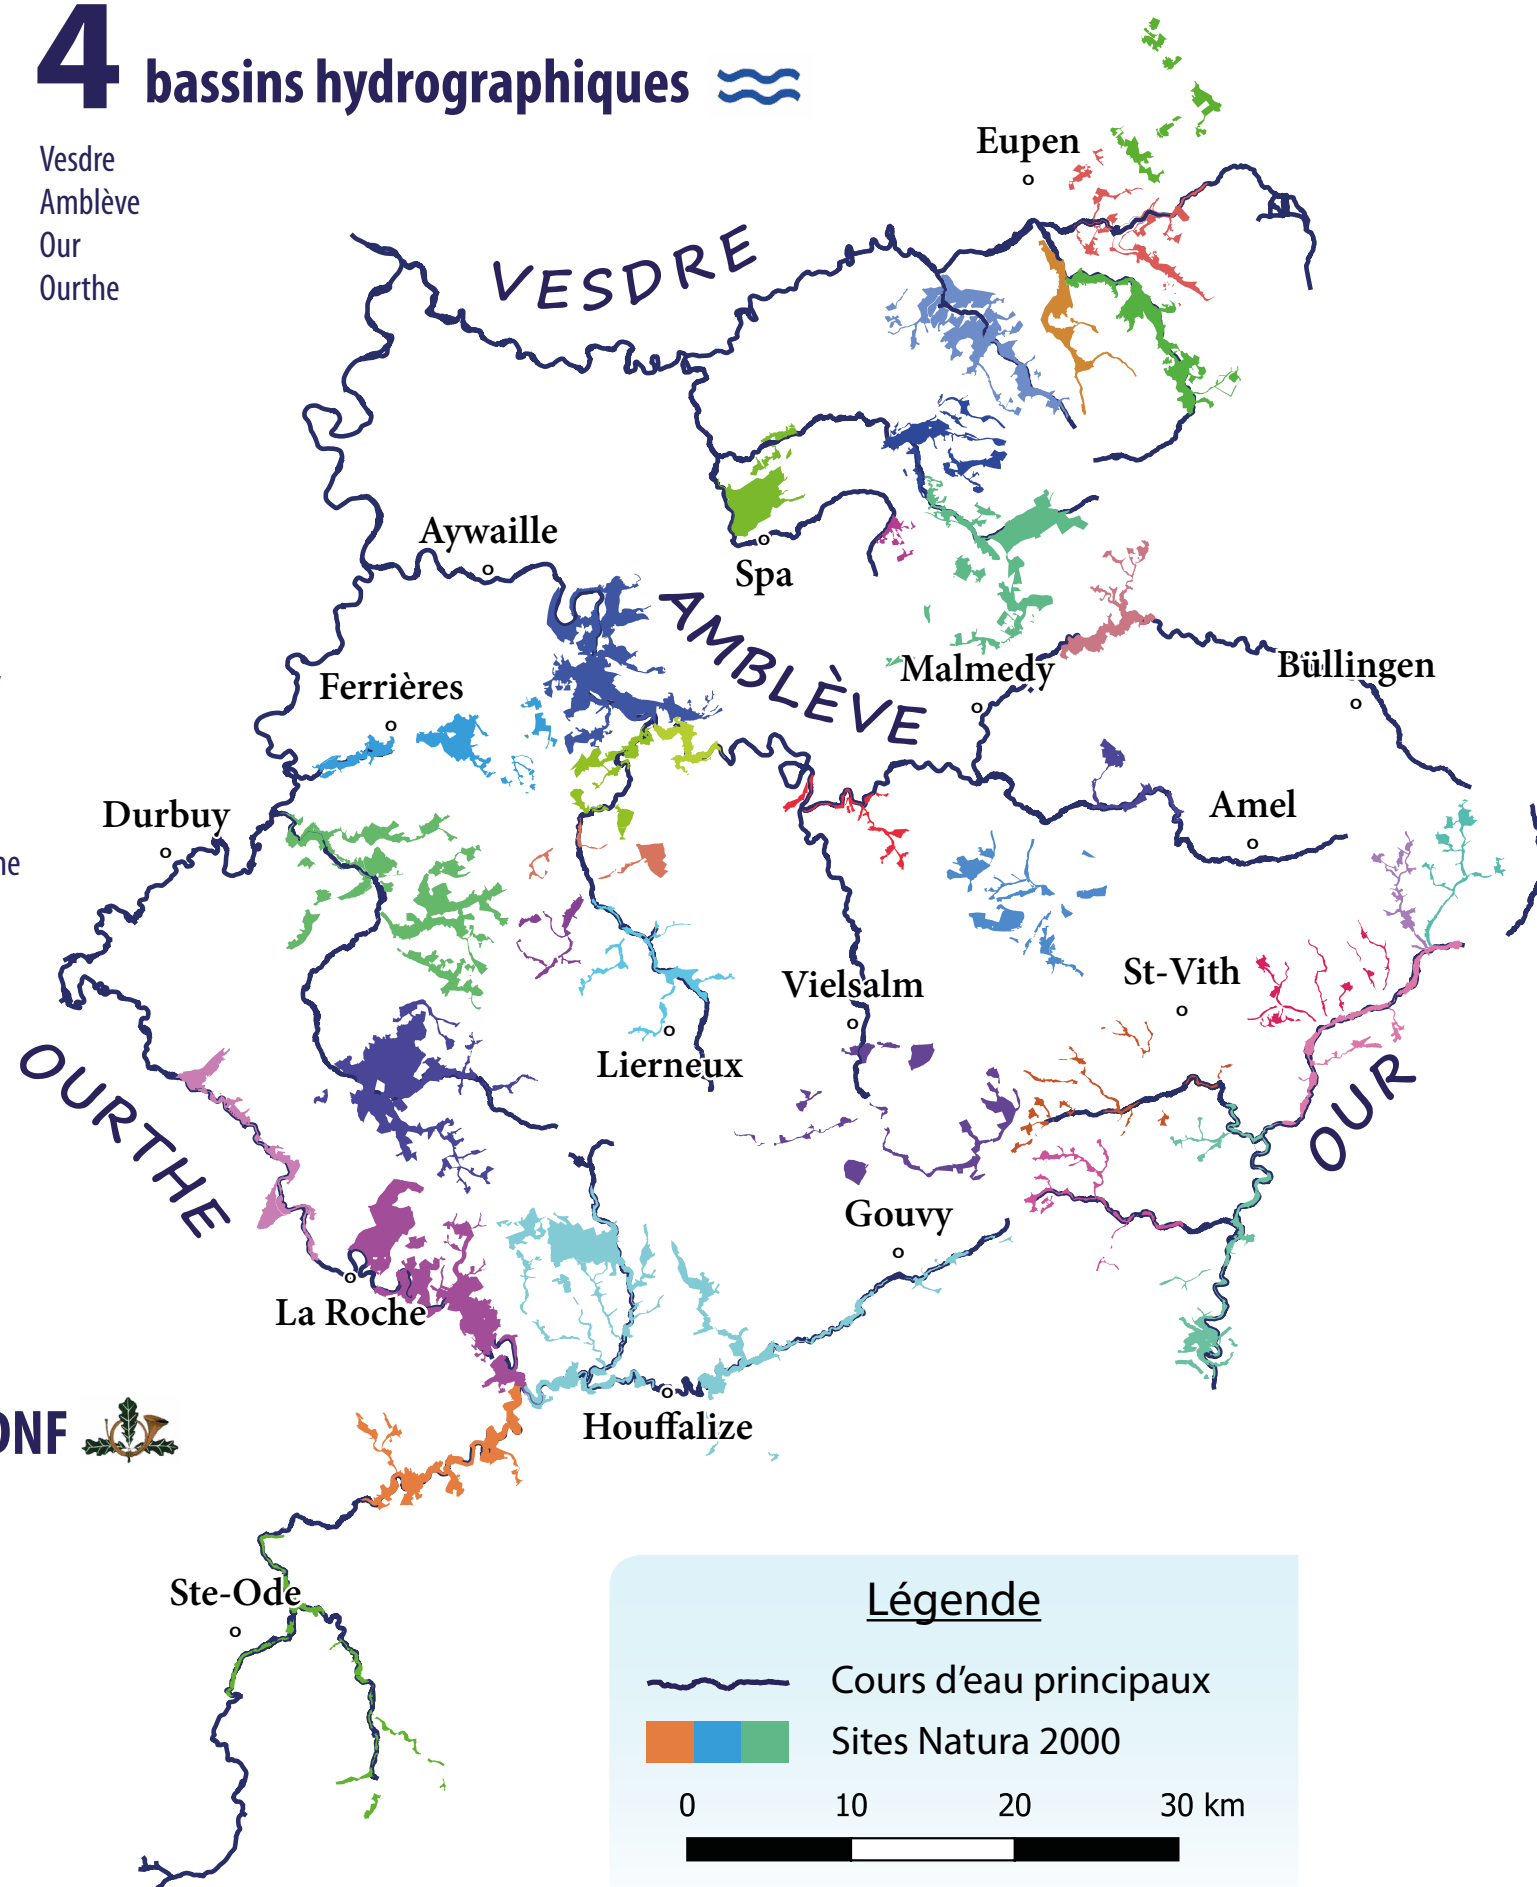 4 bassins hydrographiques
Vesdre
Amblève
Our
Ourthe
Eupen
VESDRE
Aywaille
Spa
AMBLÈVE
Malmedy
Büllingen
Ferrières
Durbuy
Amel
ne
St-Vith
Vielsalm
Lierneux
OURTHE
OUR
Gouvy
La Roche
Houffalize
DNF
Ste-Ode
Légende
Cours d'eau principaux
Sites Natura 2000
0 10 20 30 km